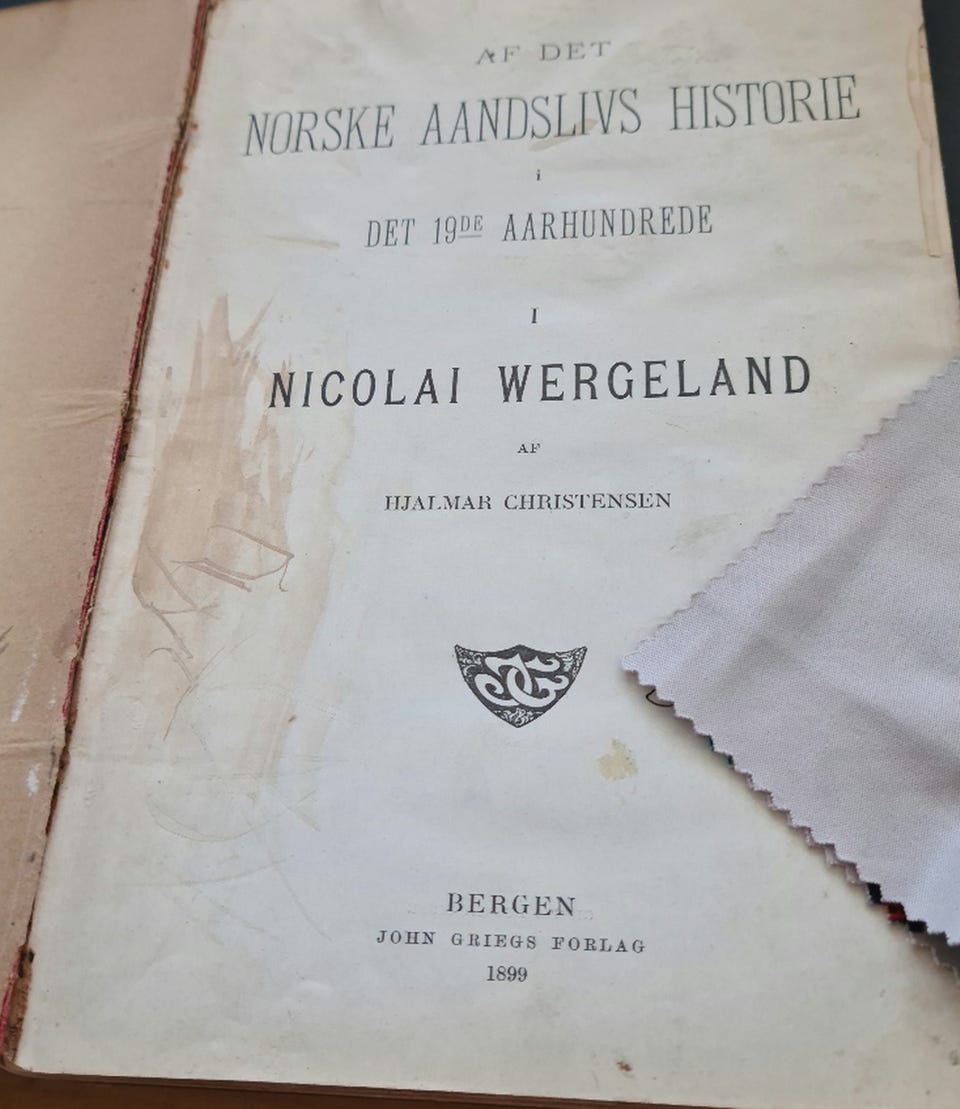 AF DET
NORSKE AANDSLIVS HISTORIE
i
DET 19DE AARHUNDREDE
I
NICOLAI WERGELAND
AF
HJALMAR CHRISTENSEN
BERGEN
JOHN GRIEGS FORLAG
1899